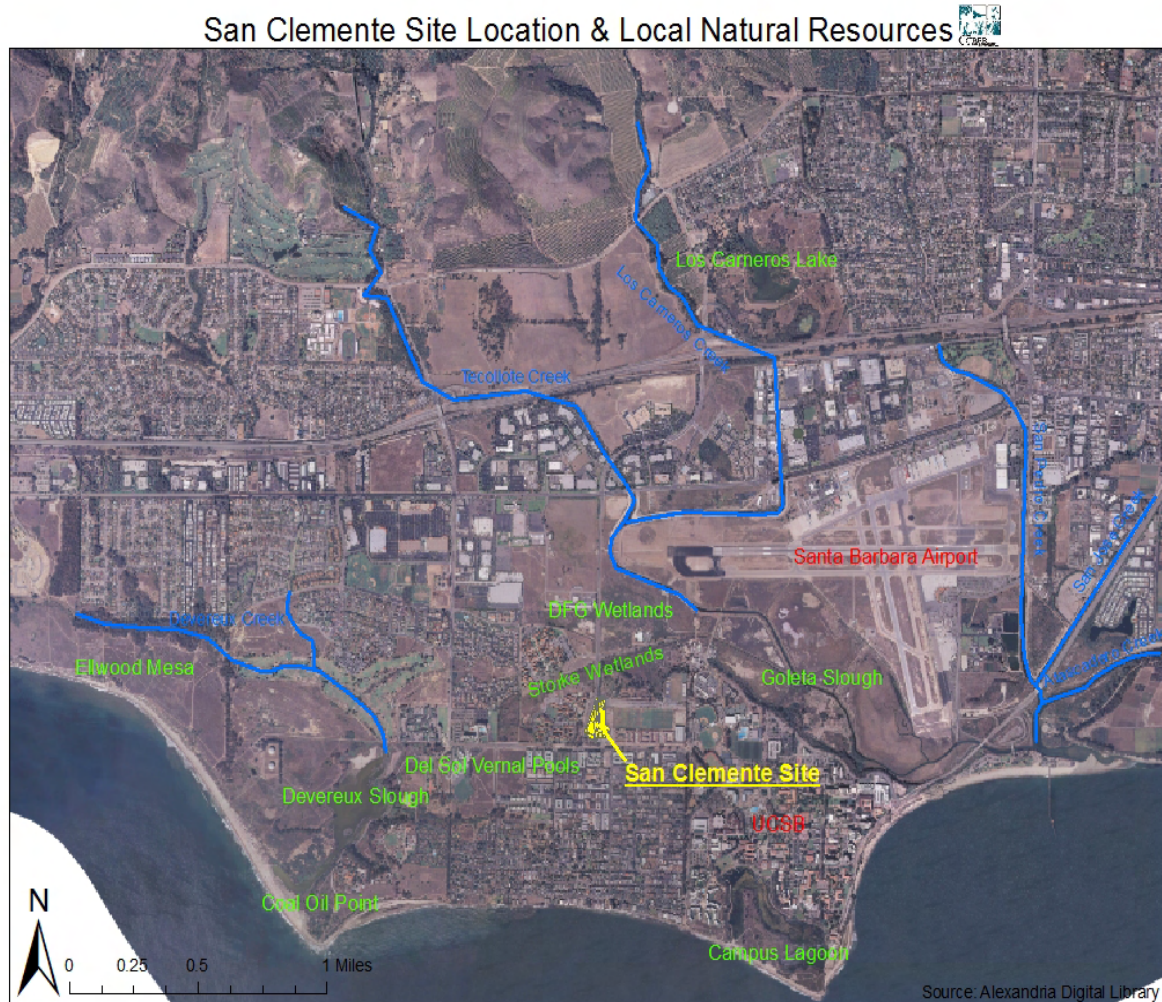 San Clemente Site Location & Local Natural Resources
Los Carneros Lake
Los Carneros Creek
Tecollote Creek
San Pedro Creek
San Jose Creek
Santa Barbara Airport
DFG Wetlands
Devereux Creek
Ellwood Mesa
Storke Wetlands
Goleta Slough
Atascadero Creek
Del Sol Vernal Pools
San Clemente Site
Devereux Slough
UCSB
Coal Oil Point
Campus Lagoon
N
0 0.25 0.5 1 Miles
Source: Alexandria Digital Library